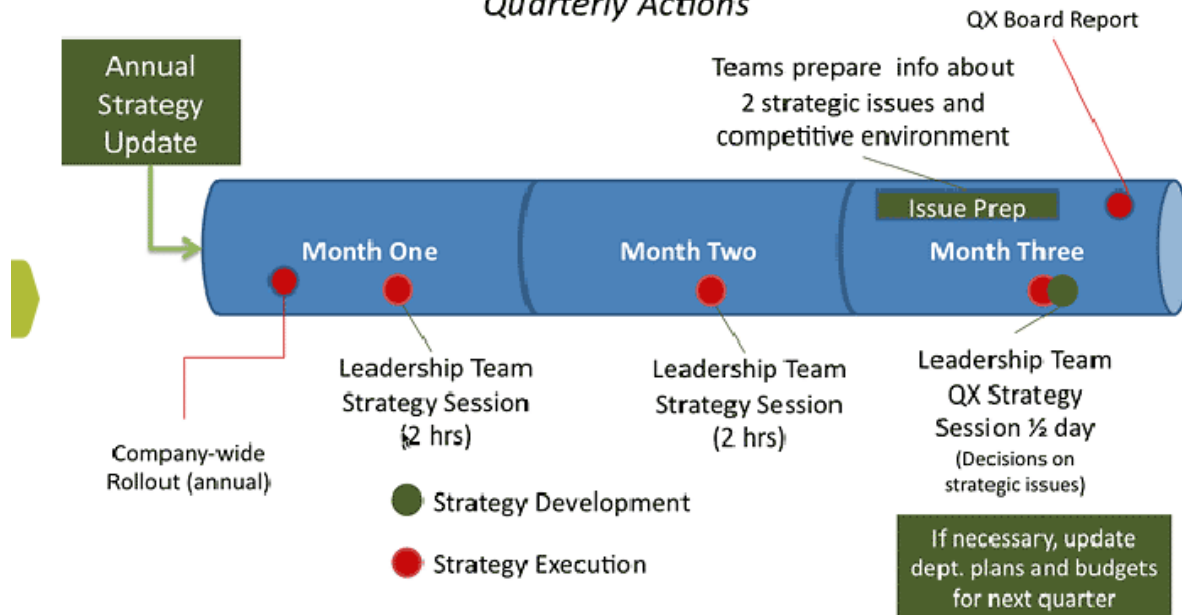 Quarterly Actions
QX Board Report
Annual
Strategy
Update
Teams prepare info about
2 strategic issues and
competitive environment
Issue Prep
Month One
Month Two
Month Three
Leadership Team
Strategy Session
(2 hrs)
Leadership Team
Strategy Session
(2 hrs)
Leadership Team
QX Strategy
Session ½ day
(Decisions on
strategic issues)
Company-wide
Rollout (annual)
Strategy Development
Strategy Execution
If necessary, update
dept. plans and budgets
for next quarter